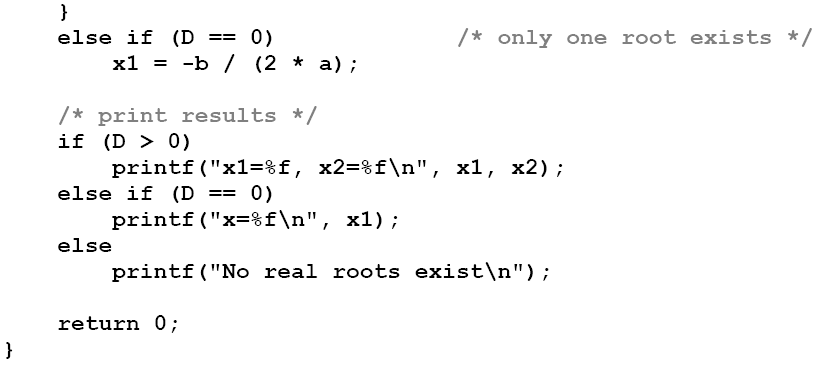 }
    else if (D == 0)             /* only one root exists */
        x1 = -b / (2 * a);

    /* print results */
    if (D > 0)
        printf("x1=%f, x2=%f\n", x1, x2);
    else if (D == 0)
        printf("x=%f\n", x1);
    else
        printf("No real roots exist\n");

    return 0;
}